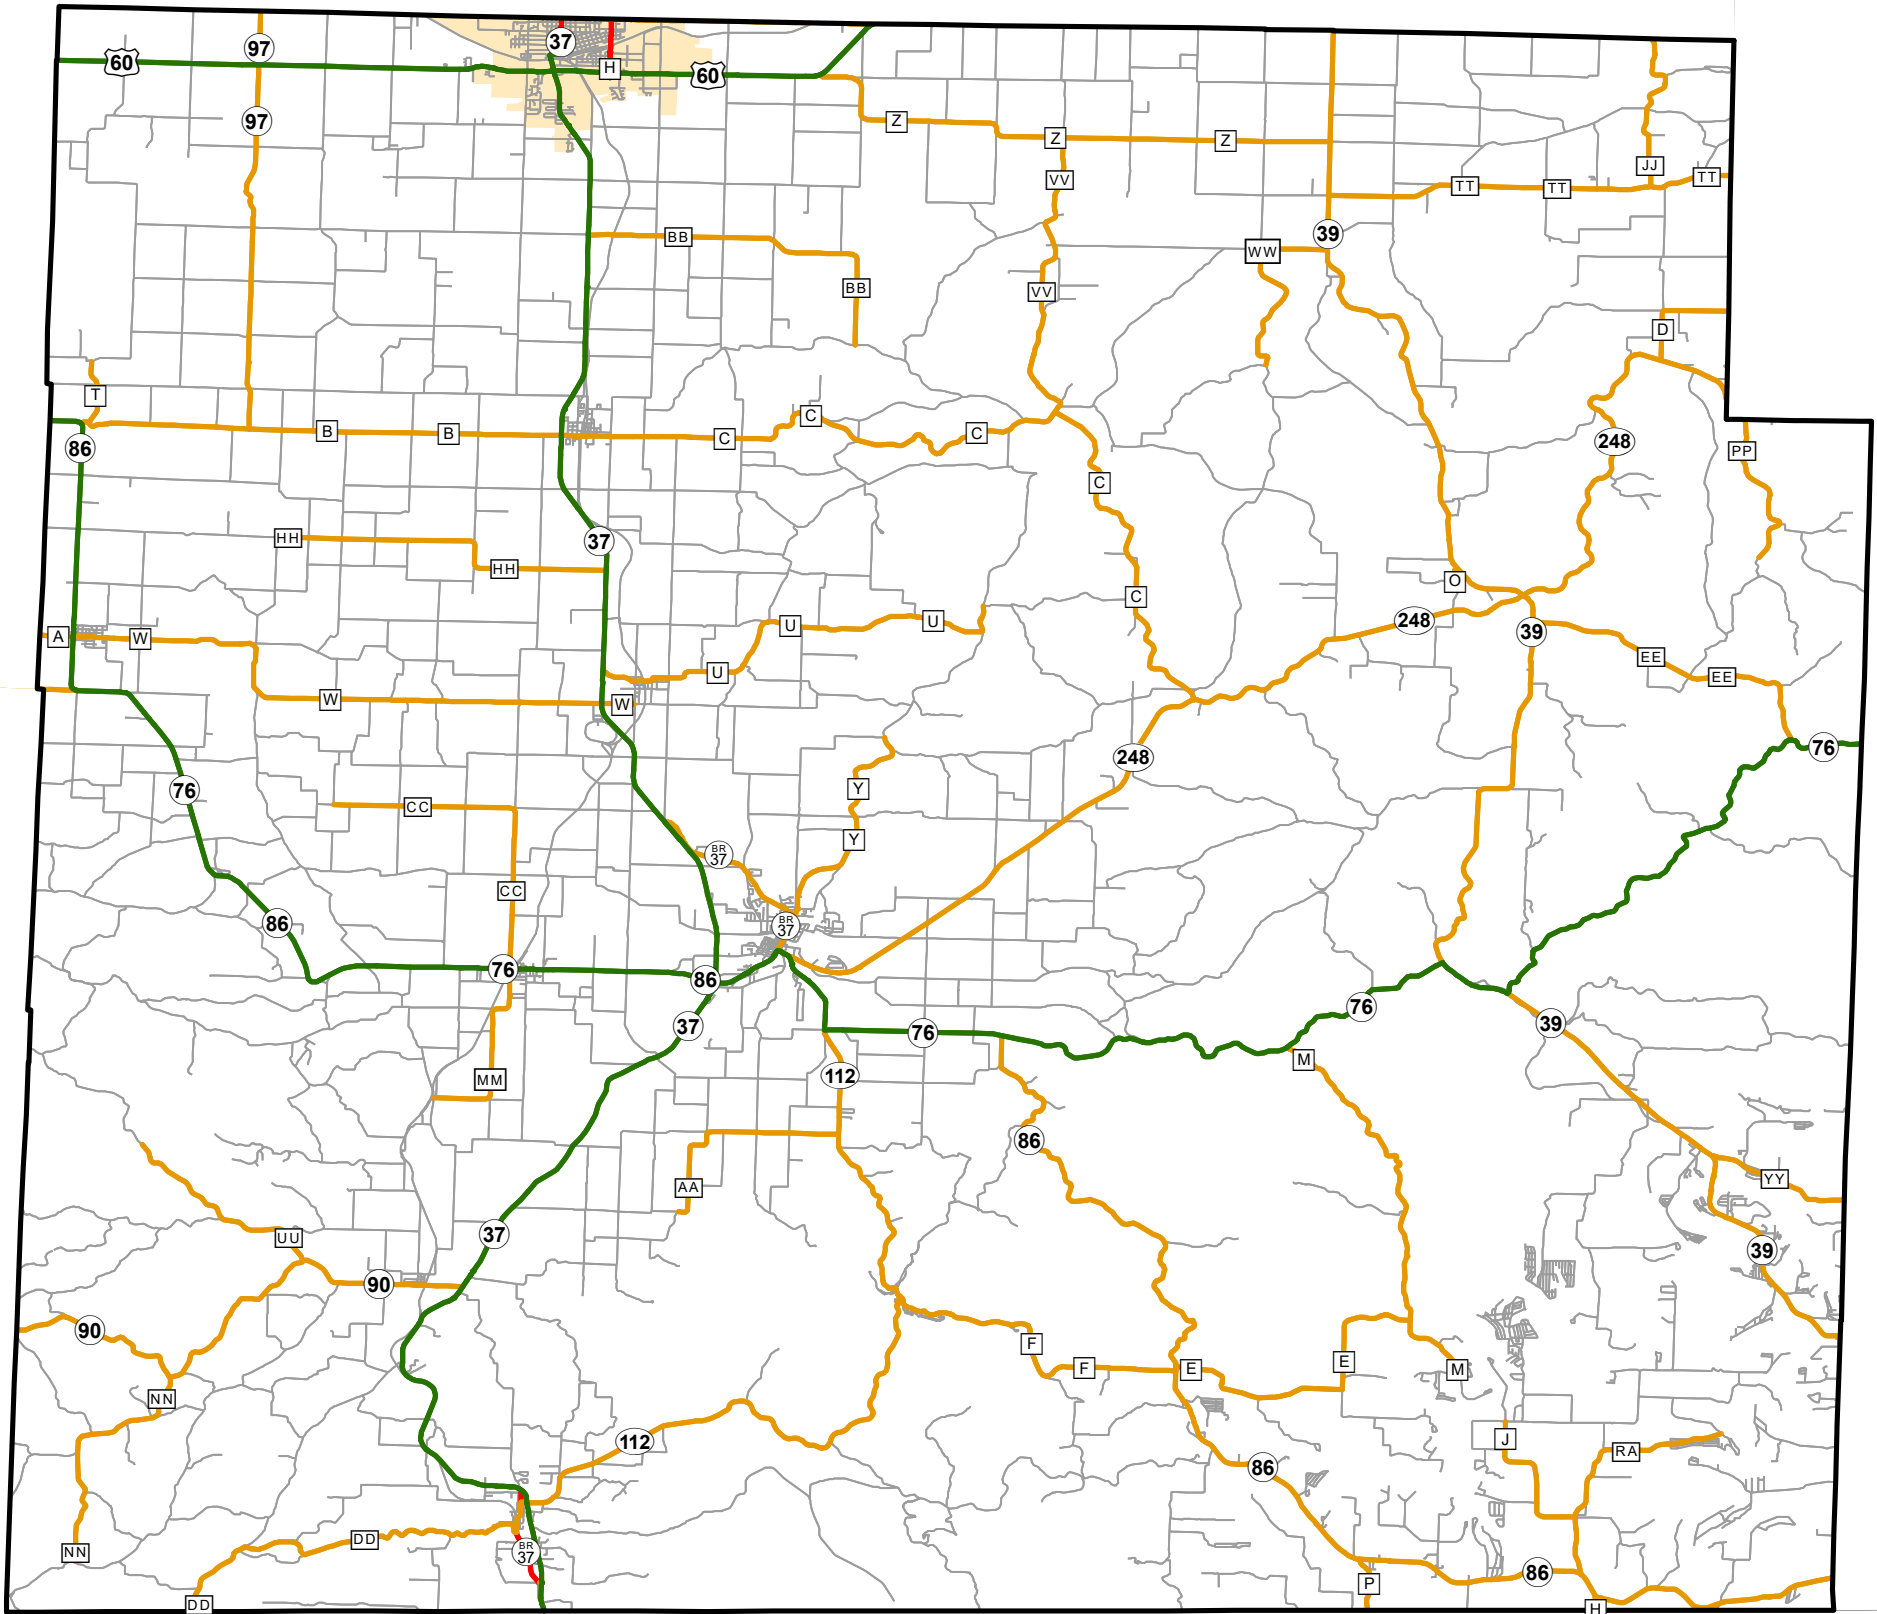 97
37
60
H
60
97
Z
Z
Z
JJ
VV
TT
TT
TT
39
BB
WW
BB
VV
D
T
C
B
B
C
C
248
86
PP
C
HH
37
HH
O
C
248
U
U
39
A
W
EE
U
EE
W
W
76
248
76
Y
CC
Y
BR
37
CC
86
BR
37
76
86
76
37
39
76
M
112
MM
86
YY
AA
37
UU
39
90
90
F
E
F
E
M
NN
J
112
RA
86
DD
NN
BR
37
86
P
DD
H